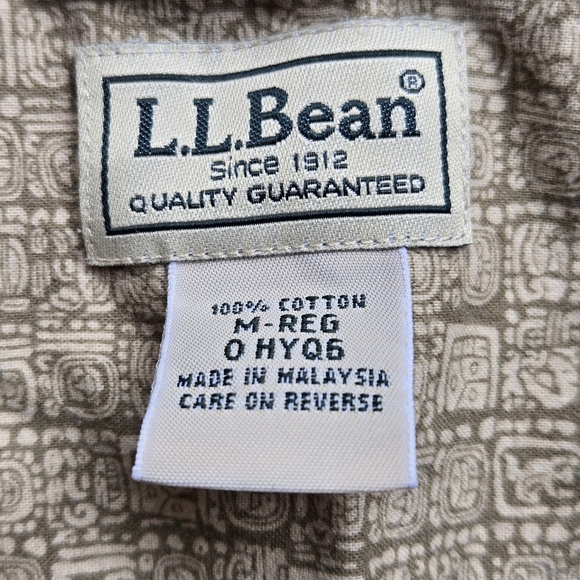 L.L.Bean®
Since 1912
QUALITY GUARANTEED
100% COTTON
M-REG
0 HYQ6
MADE IN MALAYSIA
CARE ON REVERSE